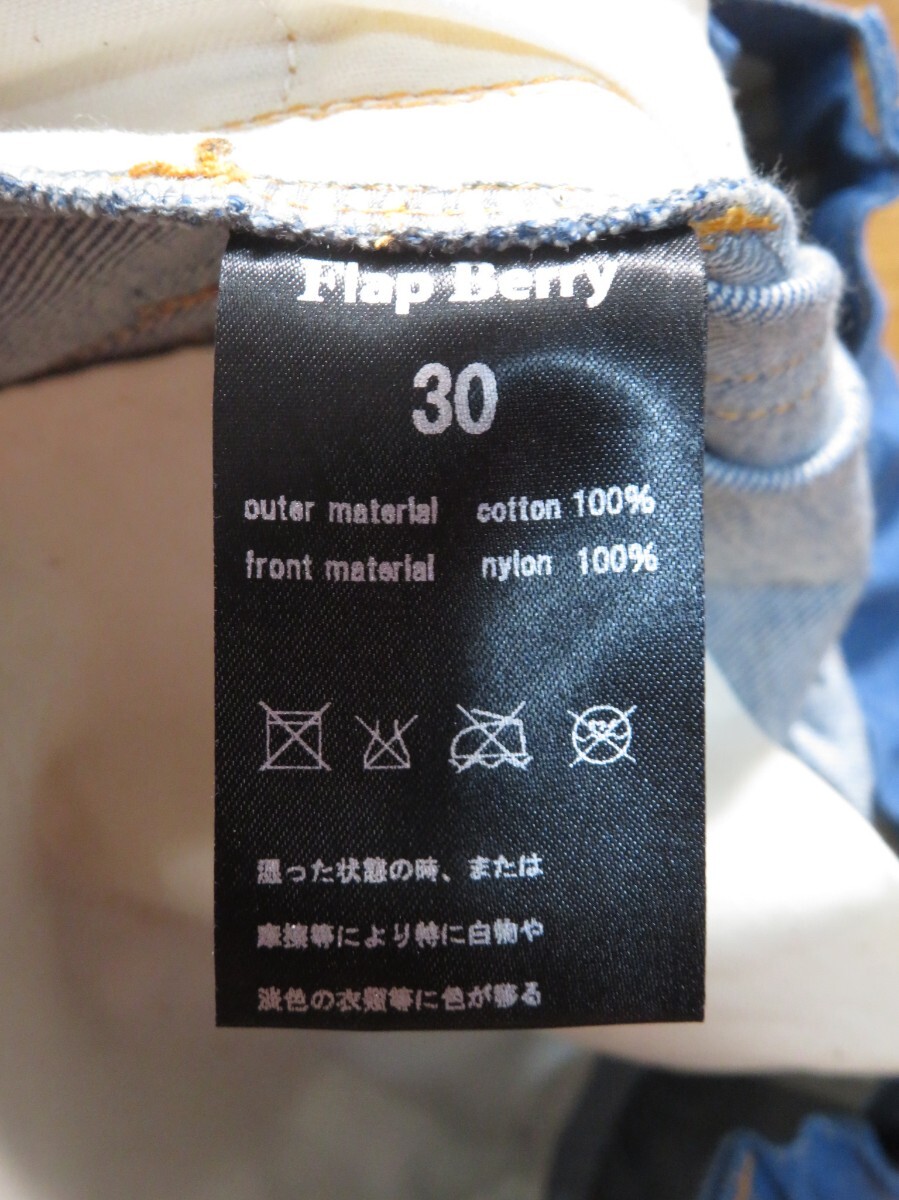 Flap Berry
30
outer material cotton 100%
front material nylon 100%
湿った状態の時、または
摩擦等により特に白物や
淡色の衣類等に色が移る